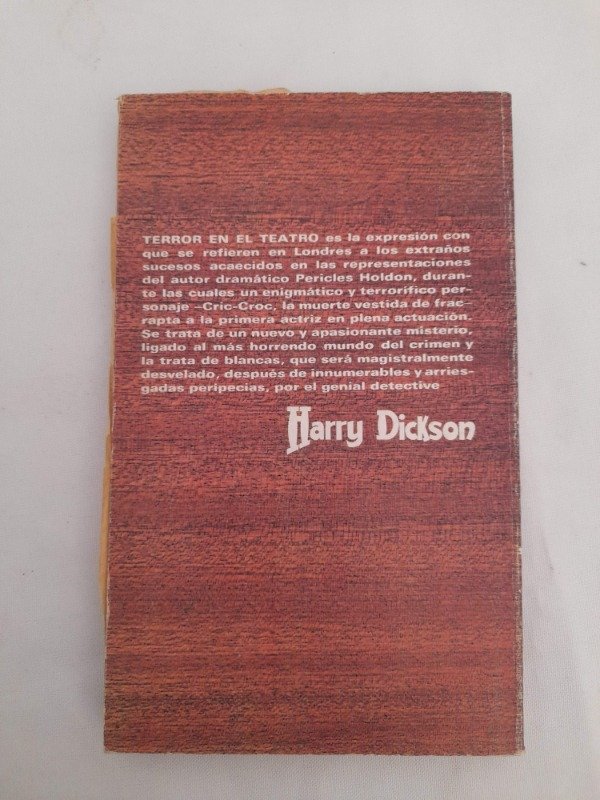 TERROR EN EL TEATRO es la expresión con
que se refieren en Londres a los extraños
sucesos acaecidos en las representaciones
del autor dramático Pericles Holdon, duran-
te las cuales un enigmático y terrorífico per-
sonaje -Cric-Croc, la muerte vestida de frac-
rapta a la primera actriz en plena actuación.
Se trata de un nuevo y apasionante misterio,
ligado al más horrendo mundo del crimen y
la trata de blancas, que será magistralmente
desvelado, después de innumerables y arries-
gadas peripecias, por el genial detective
Harry Dickson